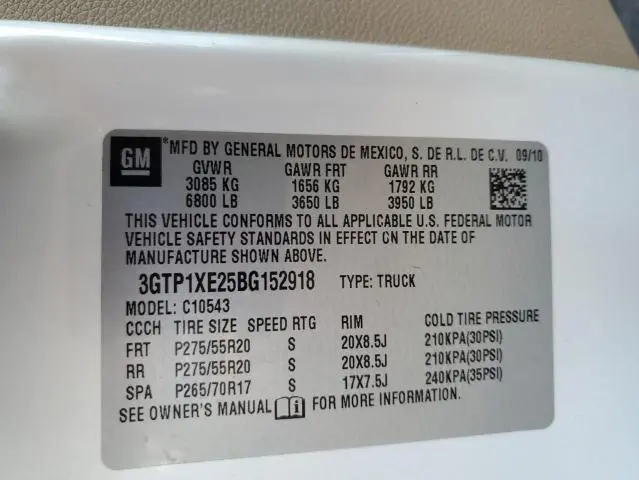 GM
*MFD BY GENERAL MOTORS DE MEXICO, S. DE R.L. DE C.V. 09/10
GVWR GAWR FRT GAWR RR
3085 KG 1656 KG 1792 KG
6800 LB 3650 LB 3950 LB
THIS VEHICLE CONFORMS TO ALL APPLICABLE U.S. FEDERAL MOTOR
VEHICLE SAFETY STANDARDS IN EFFECT ON THE DATE OF
MANUFACTURE SHOWN ABOVE.
3GTP1XE25BG152918 TYPE: TRUCK
MODEL: C10543
CCCH TIRE SIZE SPEED RTG RIM COLD TIRE PRESSURE
FRT P275/55R20 S 20X8.5J 210KPA(30PSI)
RR P275/55R20 S 20X8.5J 210KPA(30PSI)
SPA P265/70R17 S 17X7.5J 240KPA(35PSI)
SEE OWNER'S MANUAL FOR MORE INFORMATION.